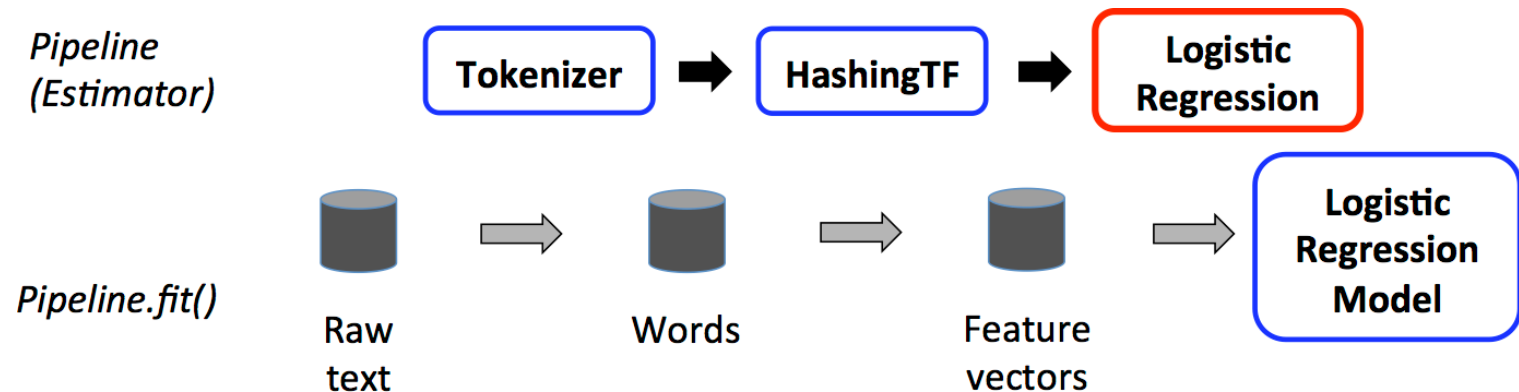 Pipeline
(Estimator)
Tokenizer
HashingTF
Logistic
Regression
Pipeline.fit()
Raw
text
Words
Feature
vectors
Logistic
Regression
Model